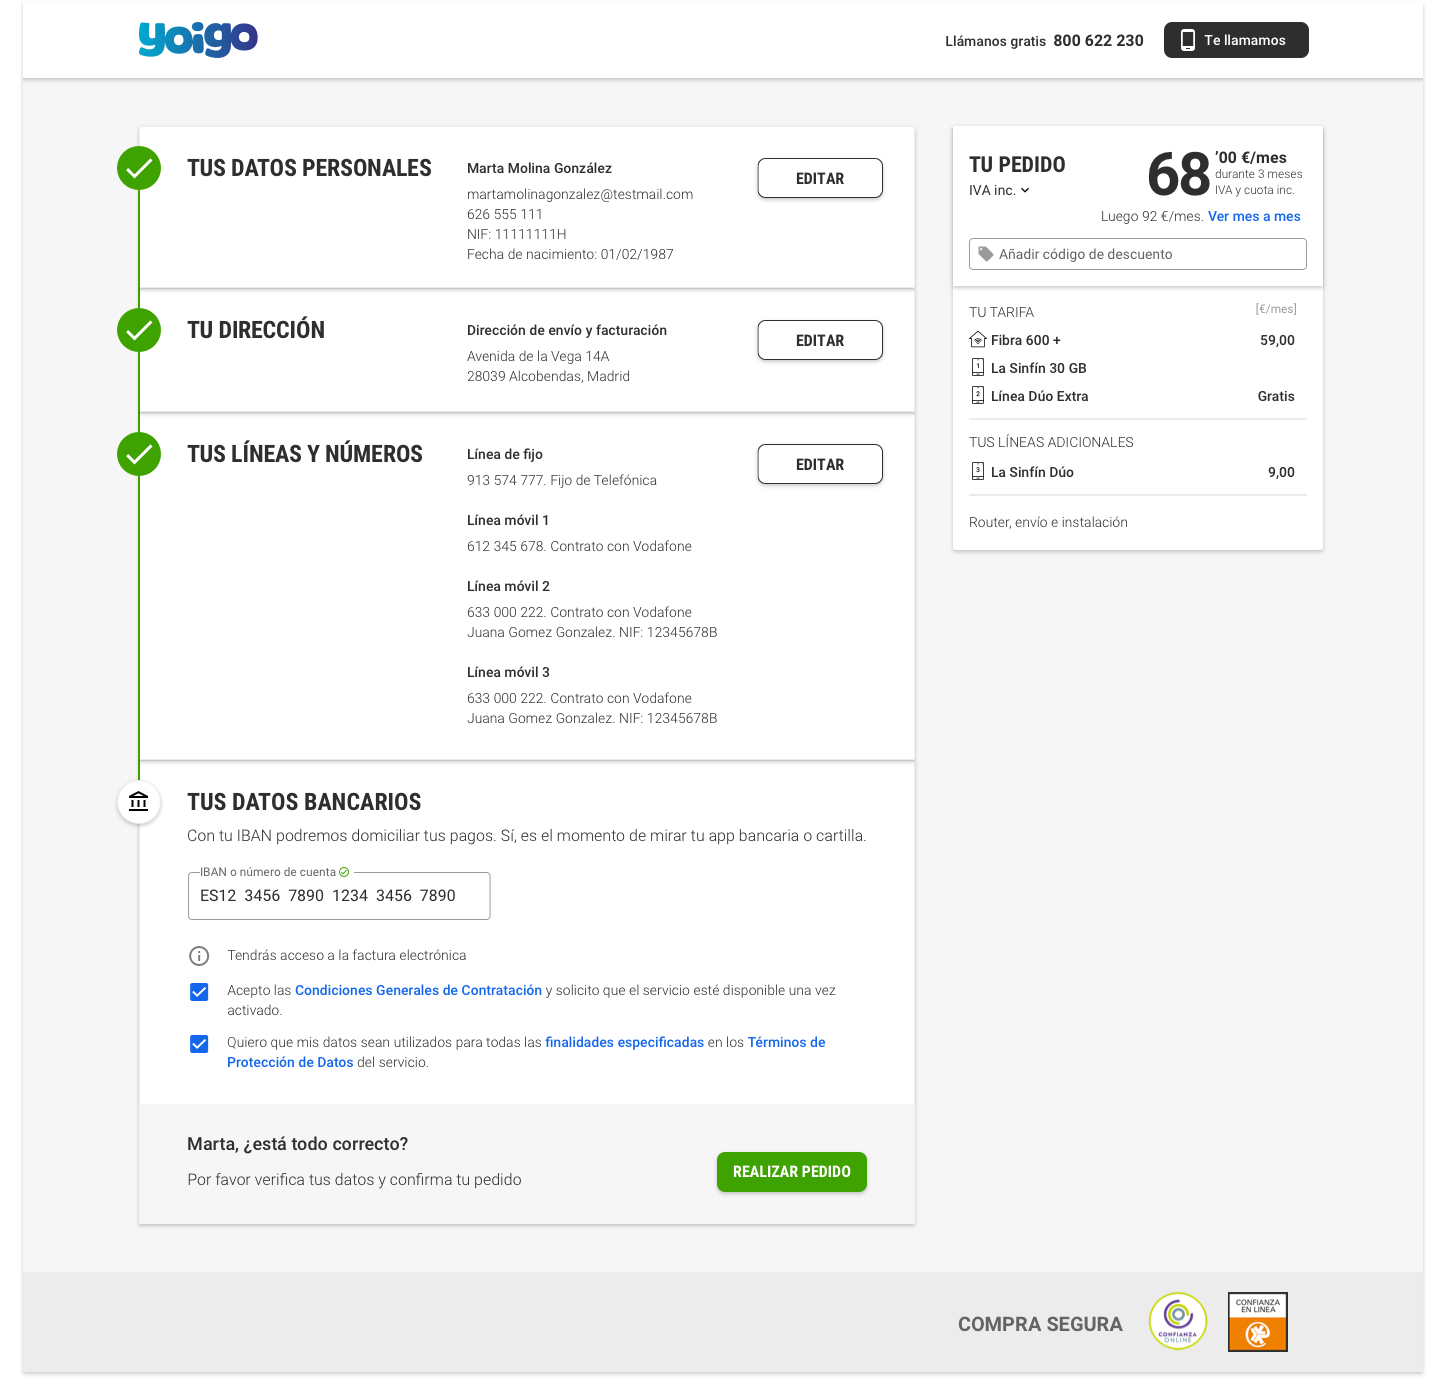 yoigo
Llámanos gratis 800 622 230
Te llamamos
TUS DATOS PERSONALES
Marta Molina González
martamolinagonzalez@testmail.com
626 555 111
NIF: 11111111H
Fecha de nacimiento: 01/02/1987
EDITAR
TU DIRECCIÓN
Dirección de envío y facturación
Avenida de la Vega 14A
28039 Alcobendas, Madrid
EDITAR
TUS LÍNEAS Y NÚMEROS
Línea de fijo
913 574 777. Fijo de Telefónica
EDITAR
Línea móvil 1
612 345 678. Contrato con Vodafone
Línea móvil 2
633 000 222. Contrato con Vodafone
Juana Gomez Gonzalez. NIF: 12345678B
Línea móvil 3
633 000 222. Contrato con Vodafone
Juana Gomez Gonzalez. NIF: 12345678B
TUS DATOS BANCARIOS
Con tu IBAN podremos domiciliar tus pagos. Sí, es el momento de mirar tu app bancaria o cartilla.
IBAN o número de cuenta
ES12 3456 7890 1234 3456 7890
Tendrás acceso a la factura electrónica
Acepto las Condiciones Generales de Contratación y solicito que el servicio esté disponible una vez
activado.
Quiero que mis datos sean utilizados para todas las finalidades especificadas en los Términos de
Protección de Datos del servicio.
Marta, ¿está todo correcto?
Por favor verifica tus datos y confirma tu pedido
REALIZAR PEDIDO
TU PEDIDO
IVA inc.
68'00 €/mes
durante 3 meses
IVA y cuota inc.
Luego 92 €/mes. Ver mes a mes
Añadir código de descuento
TU TARIFA [€/mes]
Fibra 600 + 59,00
1 La Sinfín 30 GB
2 Línea Dúo Extra Gratis
TUS LÍNEAS ADICIONALES
3 La Sinfín Dúo 9,00
Router, envío e instalación
COMPRA SEGURA
CONFIANZA
ONLINE
CONFIANZA
EN LINEA